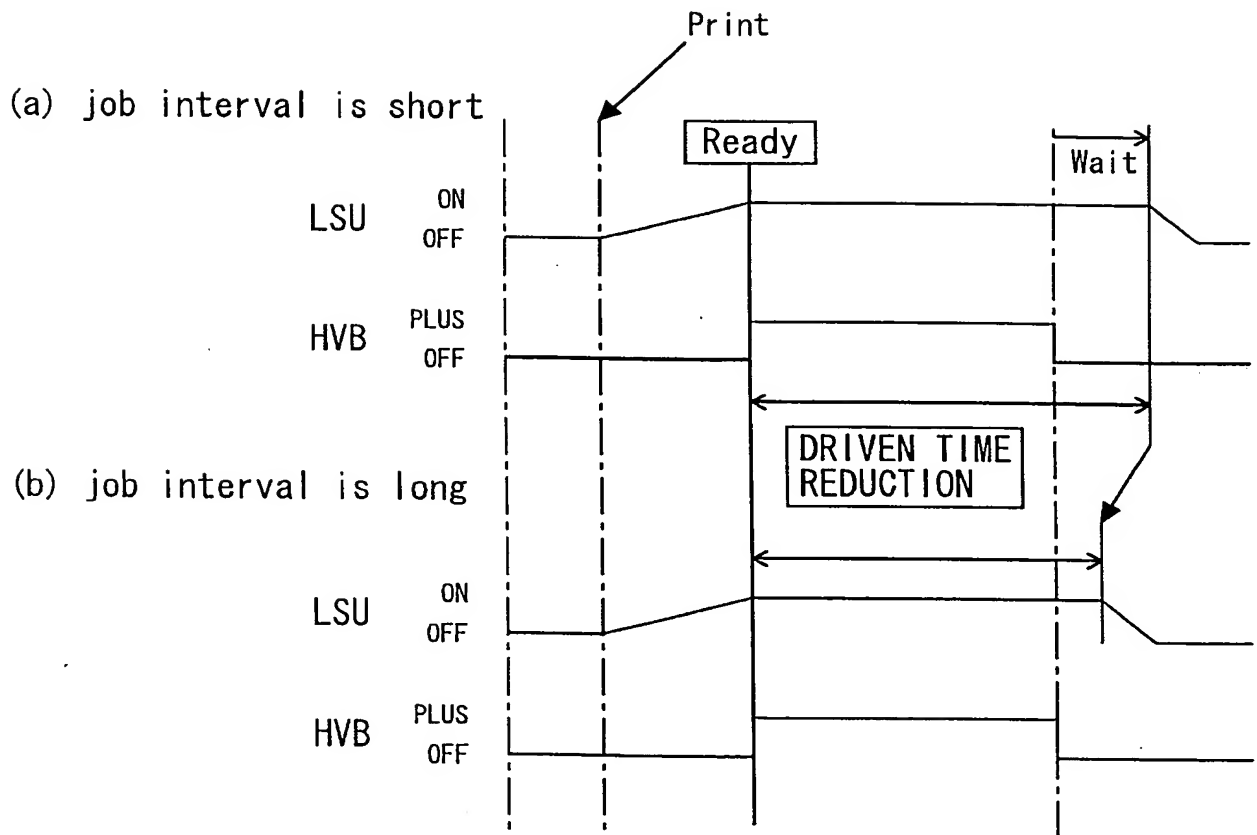 Print
(a) job interval is short
Ready
Wait
LSU ON
OFF
HVB PLUS
OFF
DRIVEN TIME
REDUCTION
(b) job interval is long
LSU ON
OFF
HVB PLUS
OFF